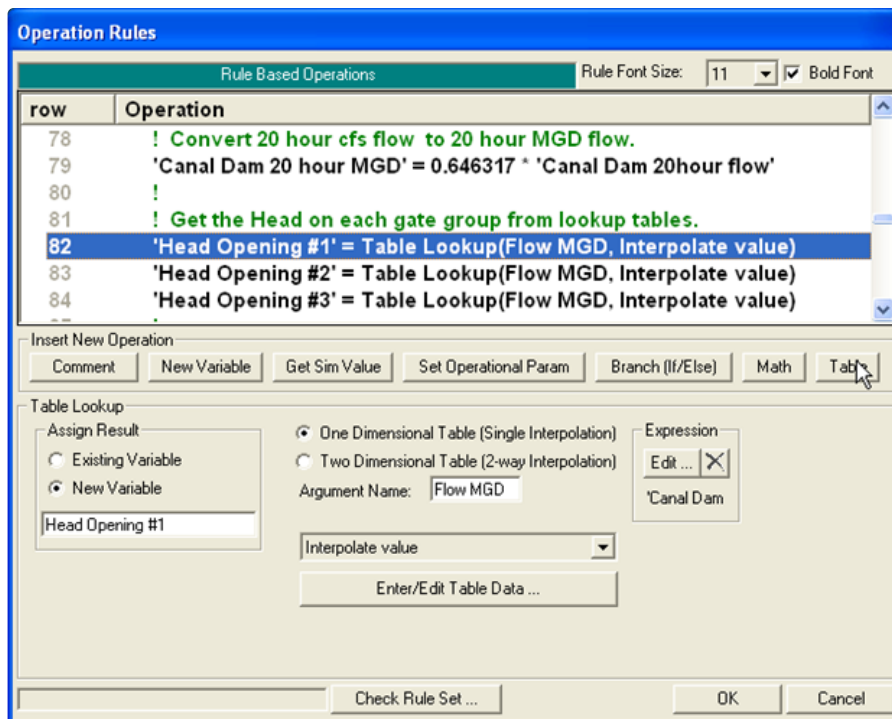 Operation Rules
Rule Based Operations Rule Font Size: 11 Bold Font
row Operation
78 ! Convert 20 hour cfs flow to 20 hour MGD flow.
79 'Canal Dam 20 hour MGD' = 0.646317 * 'Canal Dam 20hour flow'
80 !
81 ! Get the Head on each gate group from lookup tables.
82 'Head Opening #1' = Table Lookup(Flow MGD, Interpolate value)
83 'Head Opening #2' = Table Lookup(Flow MGD, Interpolate value)
84 'Head Opening #3' = Table Lookup(Flow MGD, Interpolate value)
Insert New Operation
Comment New Variable Get Sim Value Set Operational Param Branch (If/Else) Math Table
Table Lookup
Assign Result
Existing Variable
New Variable
Head Opening #1
One Dimensional Table (Single Interpolation)
Two Dimensional Table (2-way Interpolation)
Argument Name: Flow MGD
Interpolate value
Enter/Edit Table Data ...
Expression
Edit ...
'Canal Dam
Check Rule Set ... OK Cancel